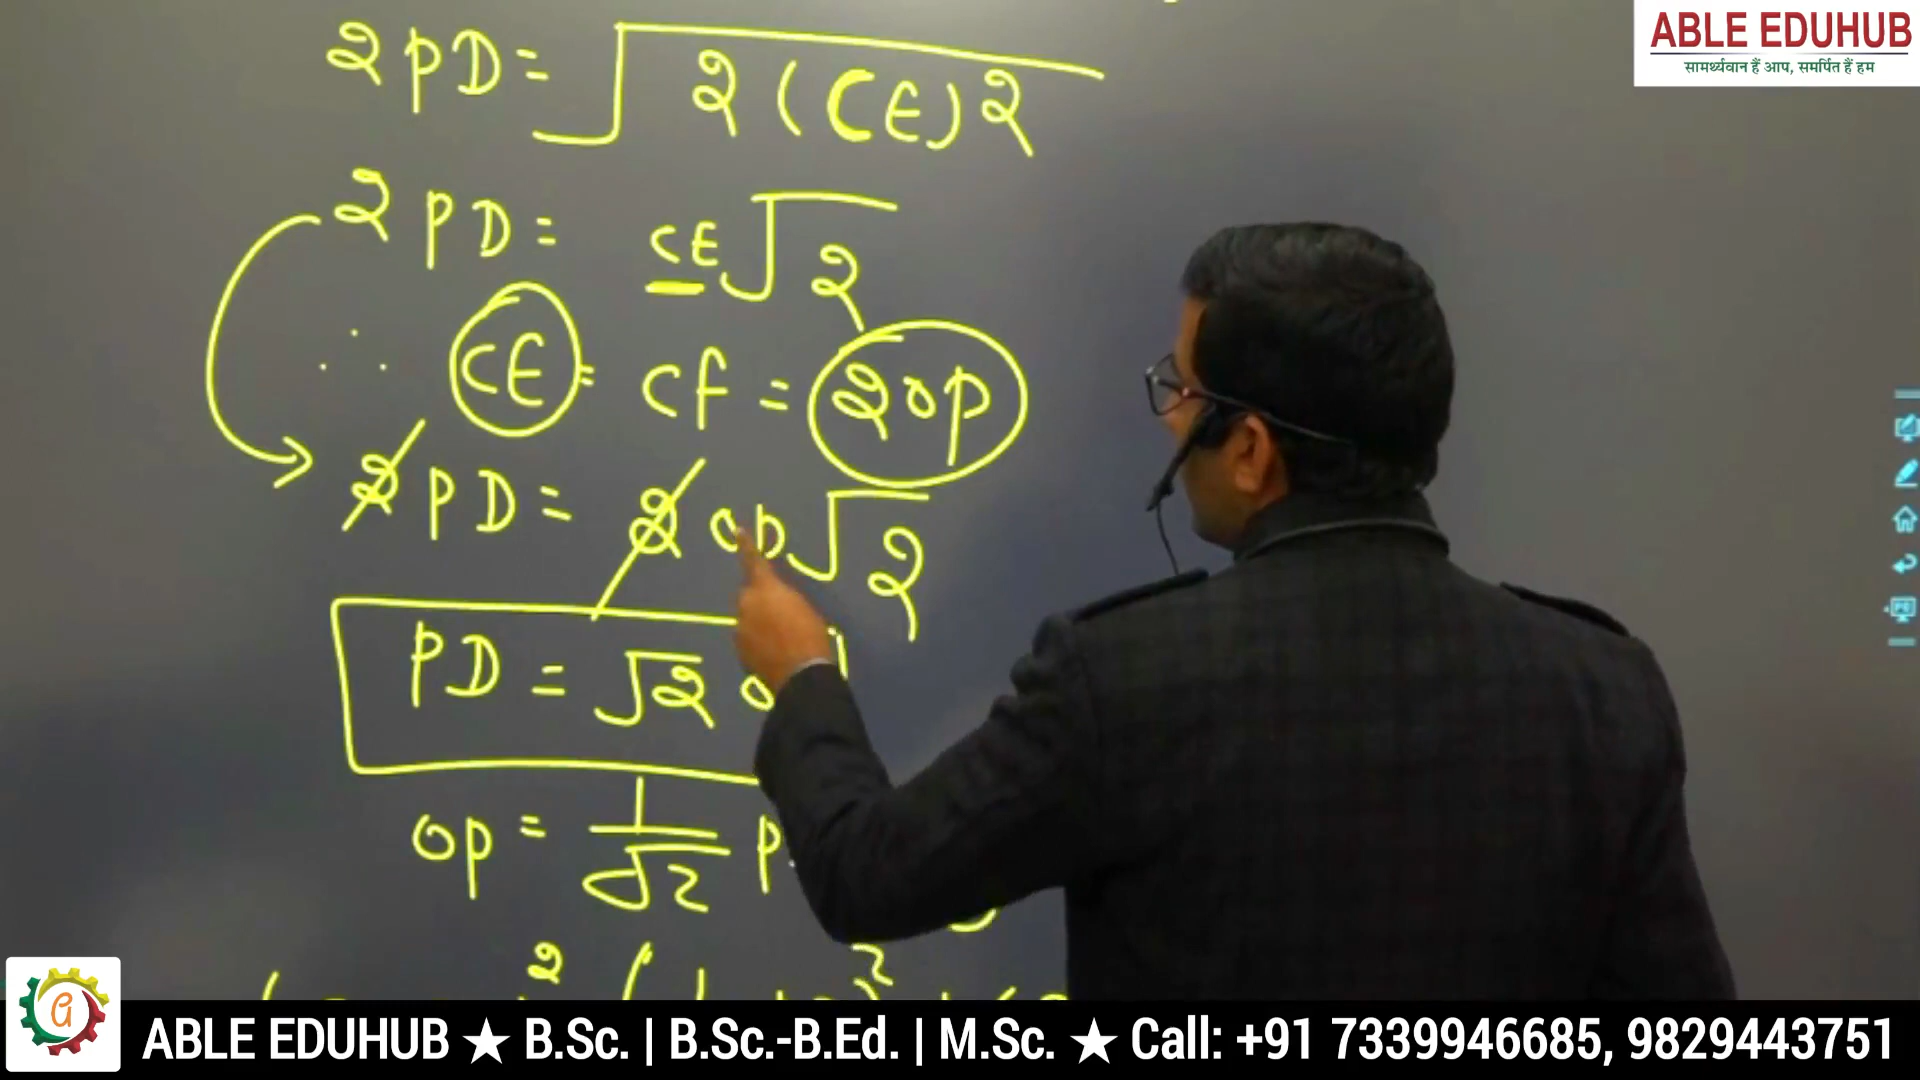 2PD = √2(CE)2
ABLE EDUHUB
सामर्थ्यवान हैं आप, समर्पित हैं हम
2PD = CE√2
∴ CE = CF = 2OP
2PD = 2OP√2
PD = √2 O
OP = 1/√2 P
ABLE EDUHUB ★ B.Sc. | B.Sc.-B.Ed. | M.Sc. ★ Call: +91 7339946685, 9829443751